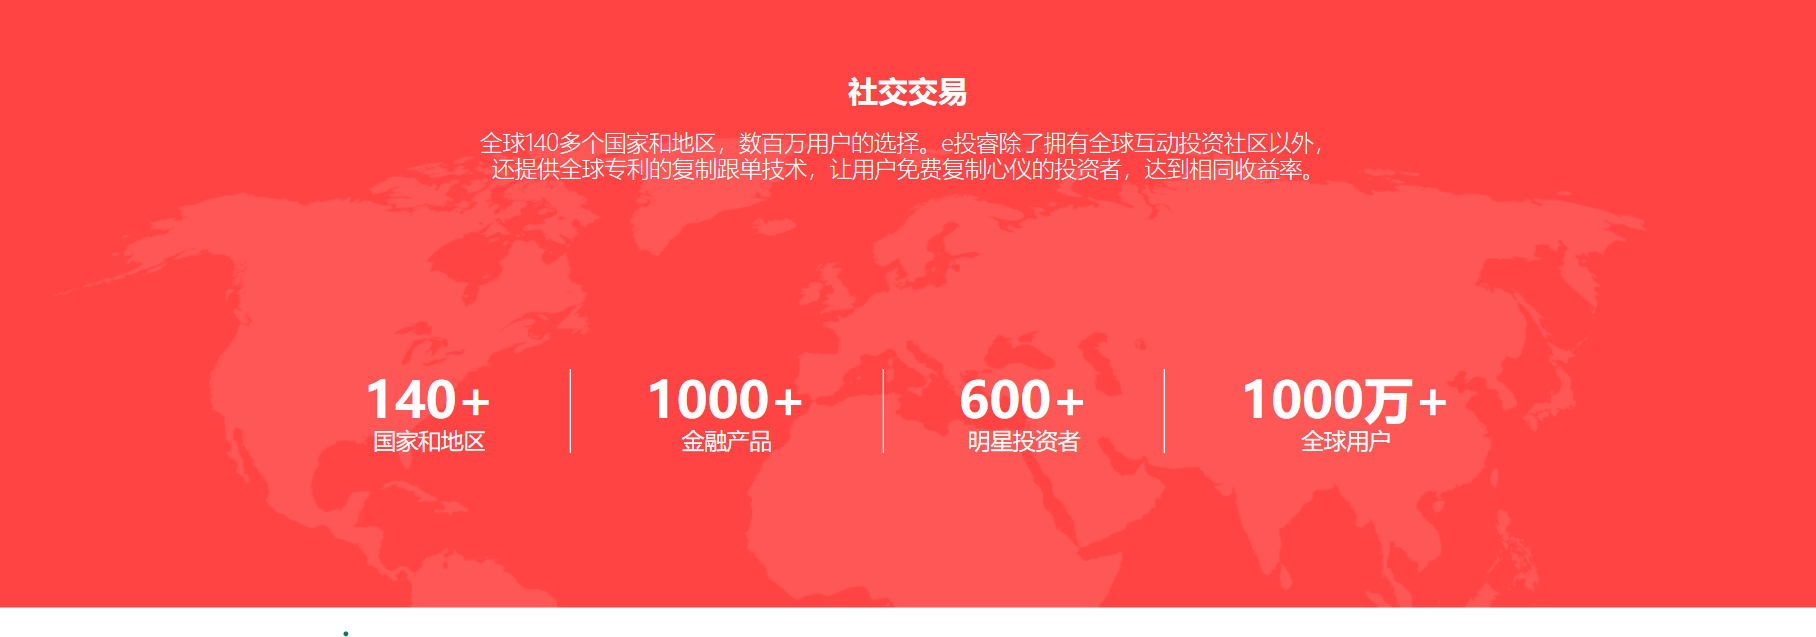 社交交易
全球140多个国家和地区，数百万用户的选择。e投睿除了拥有全球互动投资社区以外，
还提供全球专利的复制跟单技术，让用户免费复制心仪的投资者，达到相同收益率。
140+
国家和地区
1000+
金融产品
600+
明星投资者
1000万+
全球用户